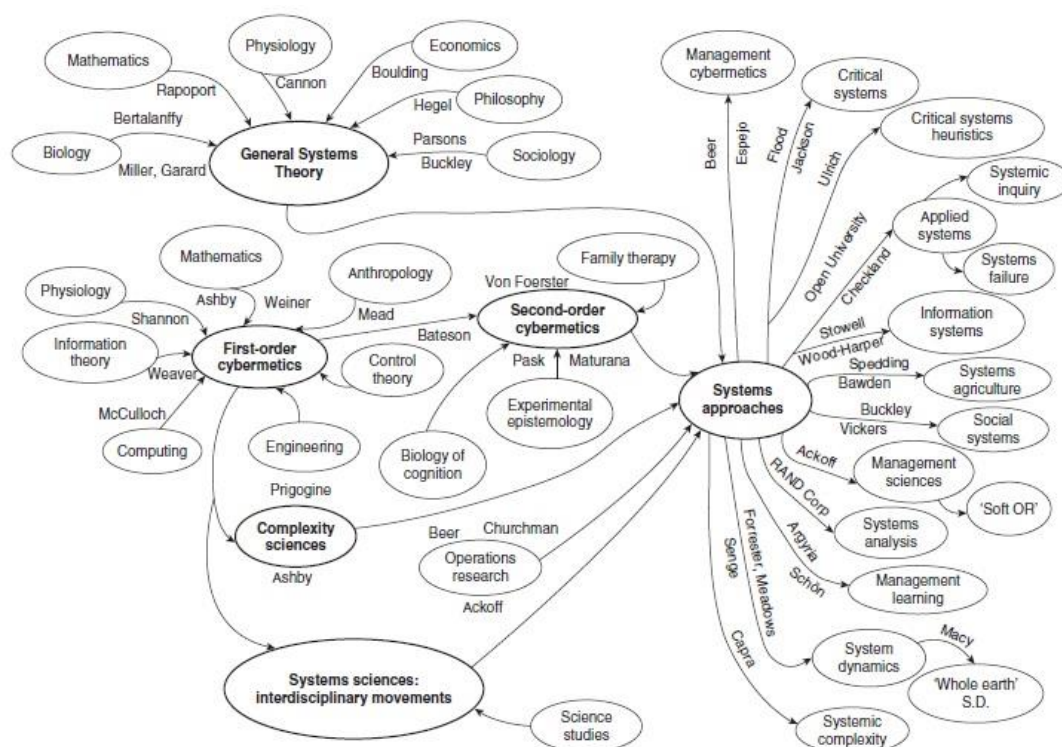 Mathematics
Rapoport
Physiology
Cannon
Economics
Boulding
Hegel
Philosophy
Bertalanffy
Biology
Miller, Garard
General Systems
Theory
Parsons
Buckley
Sociology
Mathematics
Ashby
Weiner
Anthropology
Mead
Physiology
Shannon
Information
theory
Weaver
First-order
cybermetics
Bateson
Control
theory
McCulloch
Computing
Engineering
Family therapy
Von Foerster
Second-order
cybermetics
Pask
Maturana
Experimental
epistemology
Biology of
cognition
Prigogine
Complexity
sciences
Ashby
Beer
Churchman
Operations
research
Ackoff
Systems sciences:
interdisciplinary movements
Science
studies
Systems
approaches
Management
cybermetics
Beer
Espejo
Critical
systems
Flood
Jackson
Critical systems
heuristics
Ulrich
Systemic
inquiry
Open University
Checkland
Applied
systems
Systems
failure
Stowell
Wood-Harper
Information
systems
Spedding
Bawden
Systems
agriculture
Buckley
Vickers
Social
systems
Ackoff
Management
sciences
'Soft OR'
RAND Corp
Systems
analysis
Argyria
Schön
Management
learning
Forrester, Meadows
Senge
System
dynamics
Macy
'Whole earth'
S.D.
Capra
Systemic
complexity